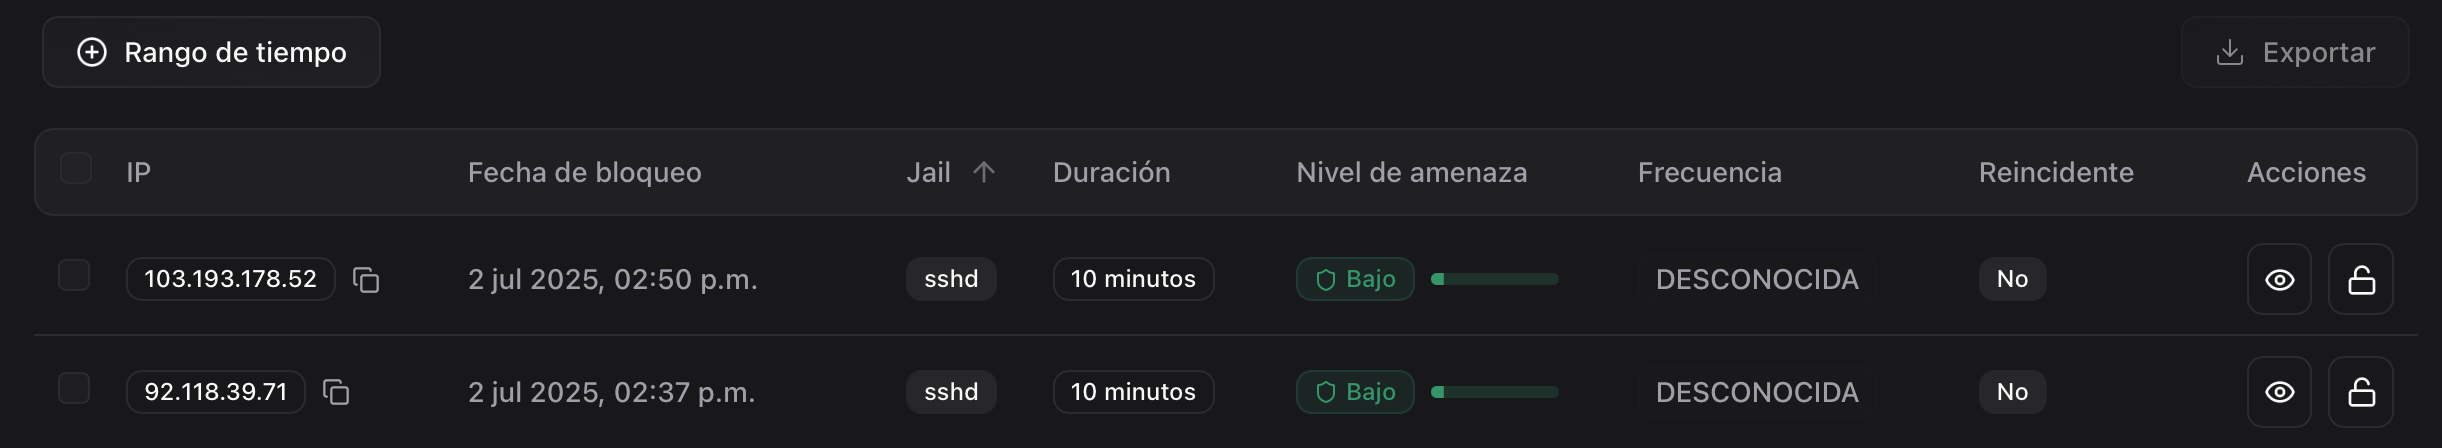 Rango de tiempo
Exportar
IP Fecha de bloqueo Jail Duración Nivel de amenaza Frecuencia Reincidente Acciones
103.193.178.52 2 jul 2025, 02:50 p.m. sshd 10 minutos Bajo DESCONOCIDA No
92.118.39.71 2 jul 2025, 02:37 p.m. sshd 10 minutos Bajo DESCONOCIDA No